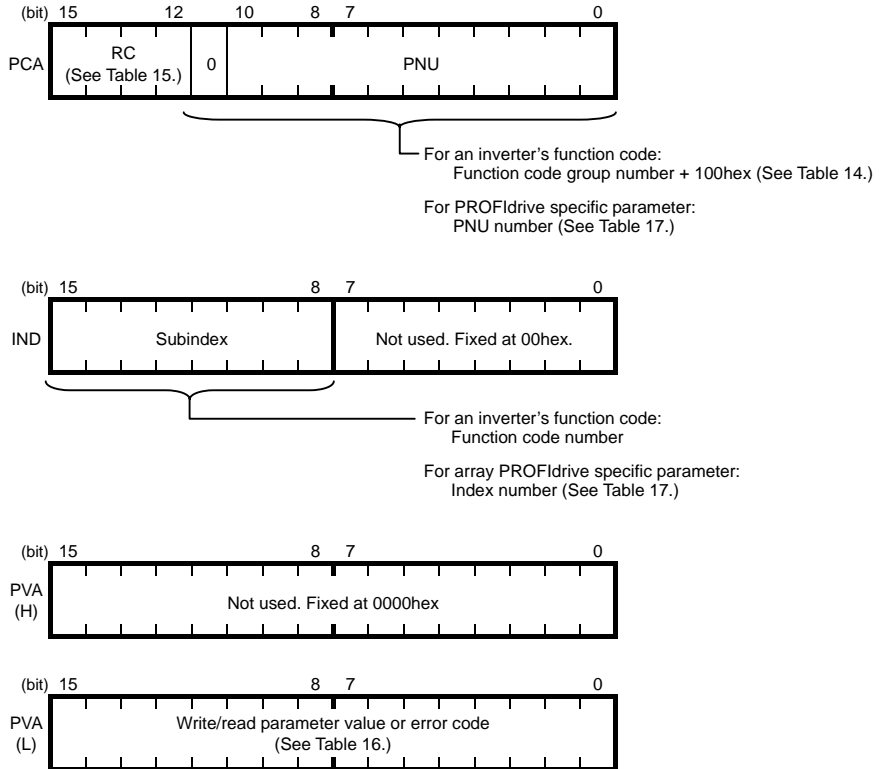 (bit) 15 12 10 8 7 0
PCA
RC
(See Table 15.)
0
PNU
For an inverter's function code:
Function code group number + 100hex (See Table 14.)
For PROFIdrive specific parameter:
PNU number (See Table 17.)
(bit) 15 8 7 0
IND
Subindex
Not used. Fixed at 00hex.
For an inverter's function code:
Function code number
For array PROFIdrive specific parameter:
Index number (See Table 17.)
(bit) 15 8 7 0
PVA
(H)
Not used. Fixed at 0000hex
(bit) 15 8 7 0
PVA
(L)
Write/read parameter value or error code
(See Table 16.)